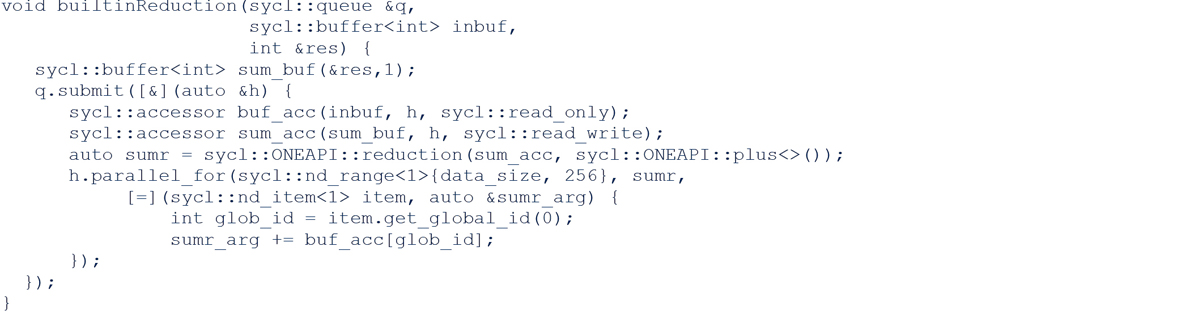 void builtinReduction(sycl::queue &q,
                      sycl::buffer<int> inbuf,
                      int &res) {
   sycl::buffer<int> sum_buf(&res,1);
   q.submit([&](auto &h) {
      sycl::accessor buf_acc(inbuf, h, sycl::read_only);
      sycl::accessor sum_acc(sum_buf, h, sycl::read_write);
      auto sumr = sycl::ONEAPI::reduction(sum_acc, sycl::ONEAPI::plus<>());
      h.parallel_for(sycl::nd_range<1>{data_size, 256}, sumr,
           [=](sycl::nd_item<1> item, auto &sumr_arg) {
               int glob_id = item.get_global_id(0);
               sumr_arg += buf_acc[glob_id];
      });
  });
}